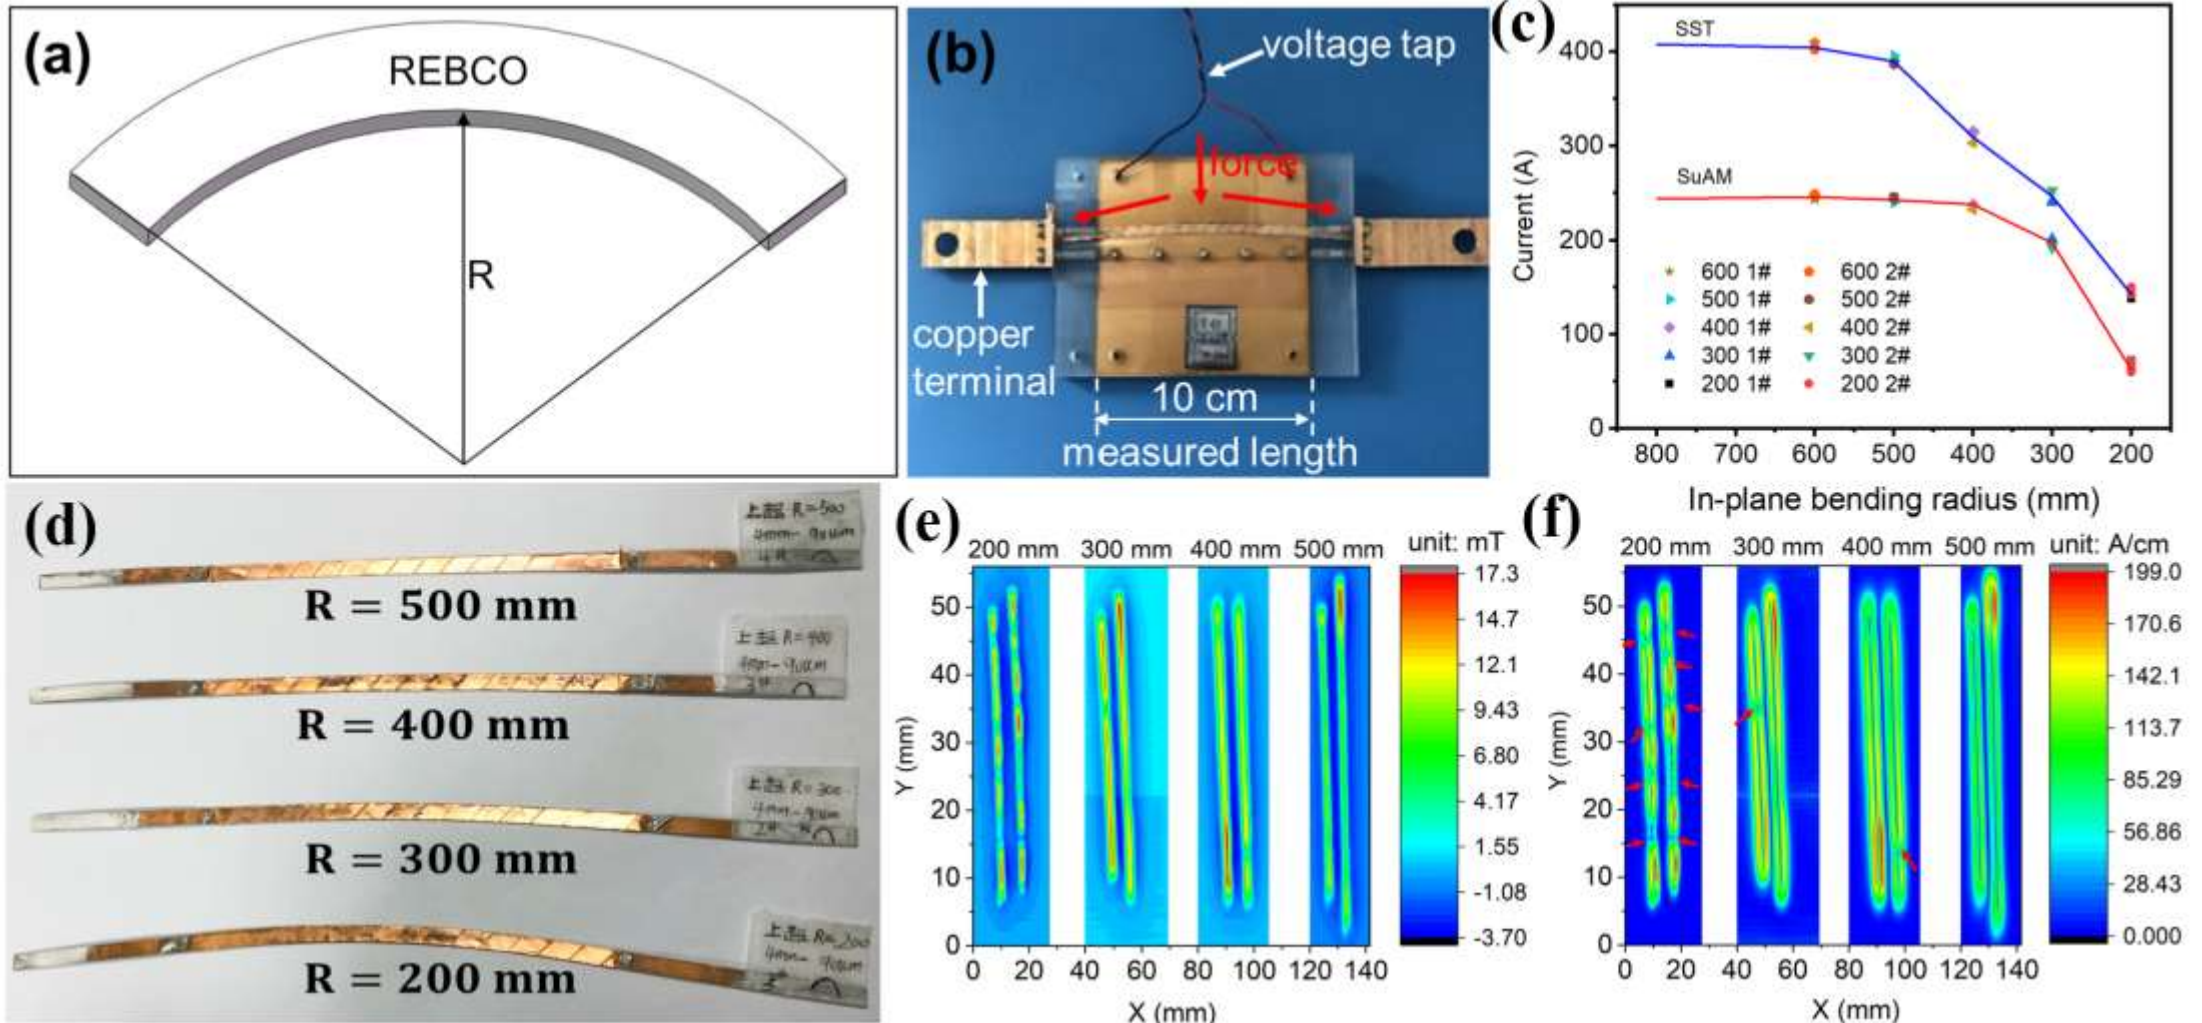 (a)
REBCO
R
(b)
voltage tap
force
copper
terminal
10 cm
measured length
(c)
SST
SuAM
400
300
200
100
0
Current (A)
600 1#
600 2#
500 1#
500 2#
400 1#
400 2#
300 1#
300 2#
200 1#
200 2#
800 700 600 500 400 300 200
In-plane bending radius (mm)
(d)
R=500
R = 500 mm
R=400
R = 400 mm
R=300
R = 300 mm
R = 200 mm
(e)
200 mm 300 mm 400 mm 500 mm
unit: mT
17.3
14.7
12.1
9.43
6.80
4.17
1.55
-1.08
-3.70
50
40
30
20
10
0
Y (mm)
0 20 40 60 80 100 120 140
X (mm)
(f)
200 mm 300 mm 400 mm 500 mm
unit: A/cm
199.0
170.6
142.1
113.7
85.29
56.86
28.43
0.000
50
40
30
20
10
0
Y (mm)
0 20 40 60 80 100 120 140
X (mm)